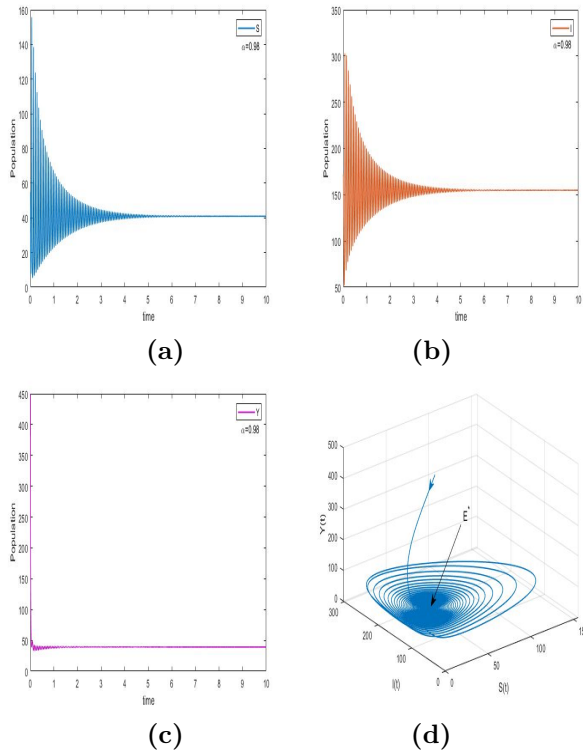 160
140
120
100
80
60
40
20
0
Population
0 1 2 3 4 5 6 7 8 9 10
time
S
α=0.98
(a)
350
300
250
200
150
100
50
Population
0 1 2 3 4 5 6 7 8 9 10
time
I
α=0.98
(b)
450
400
350
300
250
200
150
100
50
0
Population
0 1 2 3 4 5 6 7 8 9 10
time
Y
α=0.98
(c)
500
400
300
200
100
0
Y(t)
300
200
100
0
I(t)
0
50
100
15
S(t)
E*
(d)